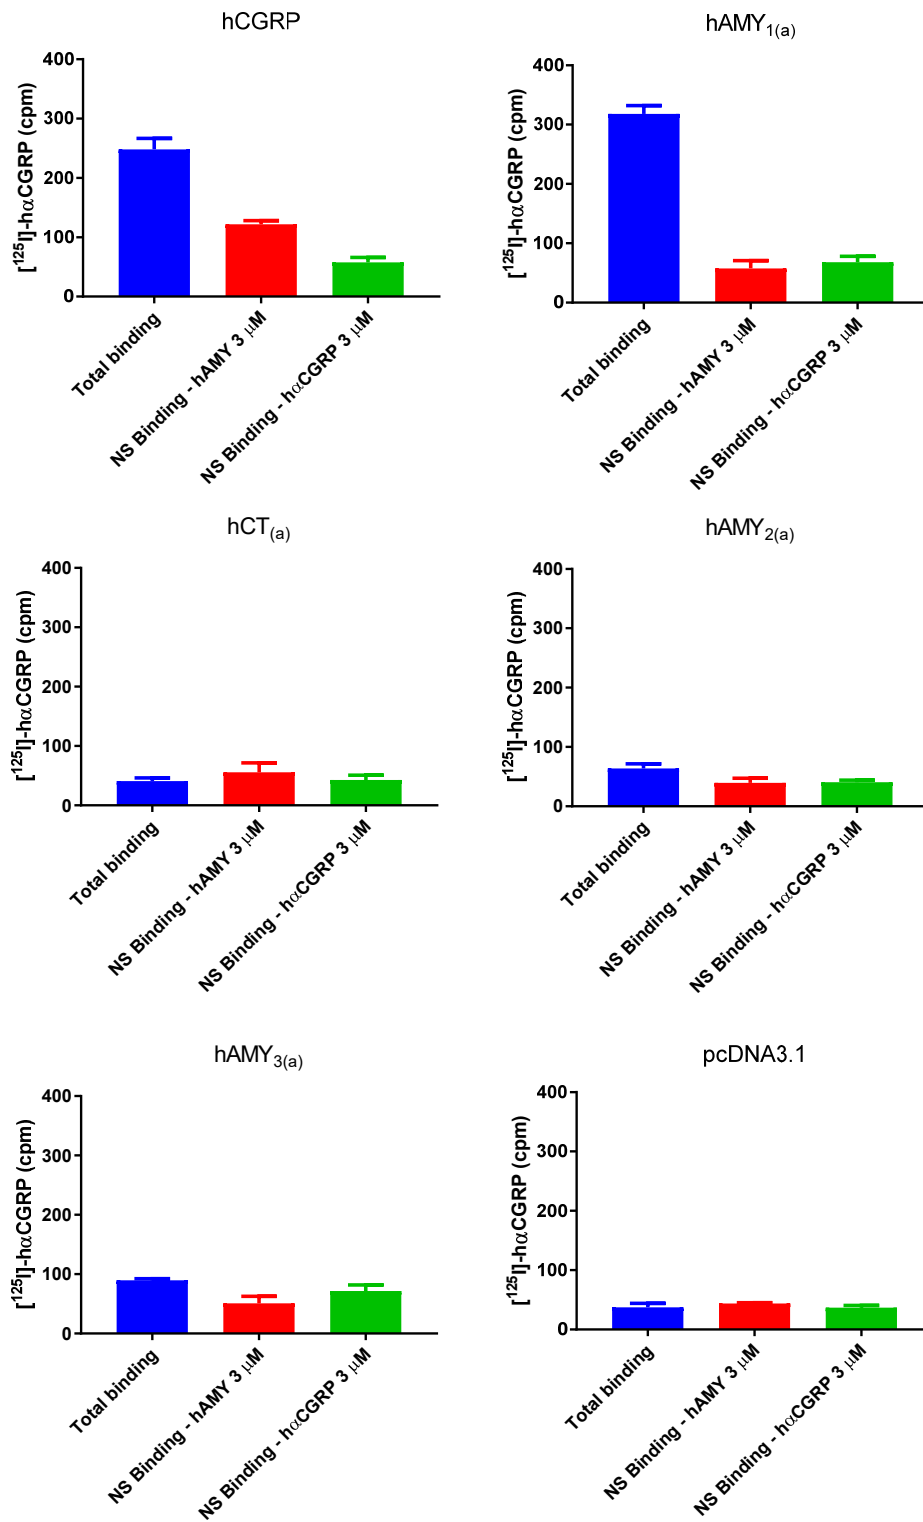 hCGRP
400
300
200
100
0
[¹²⁵I]-hαCGRP (cpm)
Total binding
NS Binding - hAMY 3 μM
NS Binding - hαCGRP 3 μM
hAMY₁₍ₐ₎
400
300
200
100
0
[¹²⁵I]-hαCGRP (cpm)
Total binding
NS Binding - hAMY 3 μM
NS Binding - hαCGRP 3 μM
hCT₍ₐ₎
400
300
200
100
0
[¹²⁵I]-hαCGRP (cpm)
Total binding
NS Binding - hAMY 3 μM
NS Binding - hαCGRP 3 μM
hAMY₂₍ₐ₎
400
300
200
100
0
[¹²⁵I]-hαCGRP (cpm)
Total binding
NS Binding - hAMY 3 μM
NS Binding - hαCGRP 3 μM
hAMY₃₍ₐ₎
400
300
200
100
0
[¹²⁵I]-hαCGRP (cpm)
Total binding
NS Binding - hAMY 3 μM
NS Binding - hαCGRP 3 μM
pcDNA3.1
400
300
200
100
0
[¹²⁵I]-hαCGRP (cpm)
Total binding
NS Binding - hAMY 3 μM
NS Binding - hαCGRP 3 μM